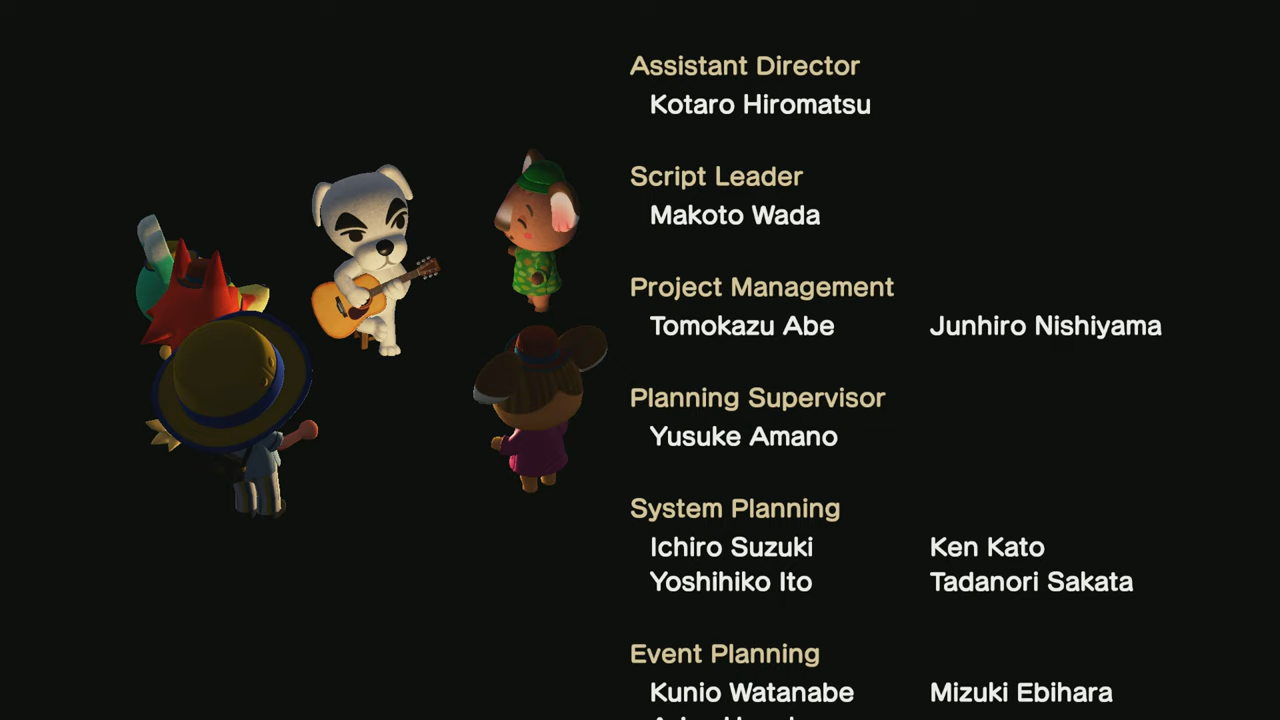 Assistant Director
Kotaro Hiromatsu
Script Leader
Makoto Wada
Project Management
Tomokazu Abe Junhiro Nishiyama
Planning Supervisor
Yusuke Amano
System Planning
Ichiro Suzuki Ken Kato
Yoshihiko Ito Tadanori Sakata
Event Planning
Kunio Watanabe Mizuki Ebihara